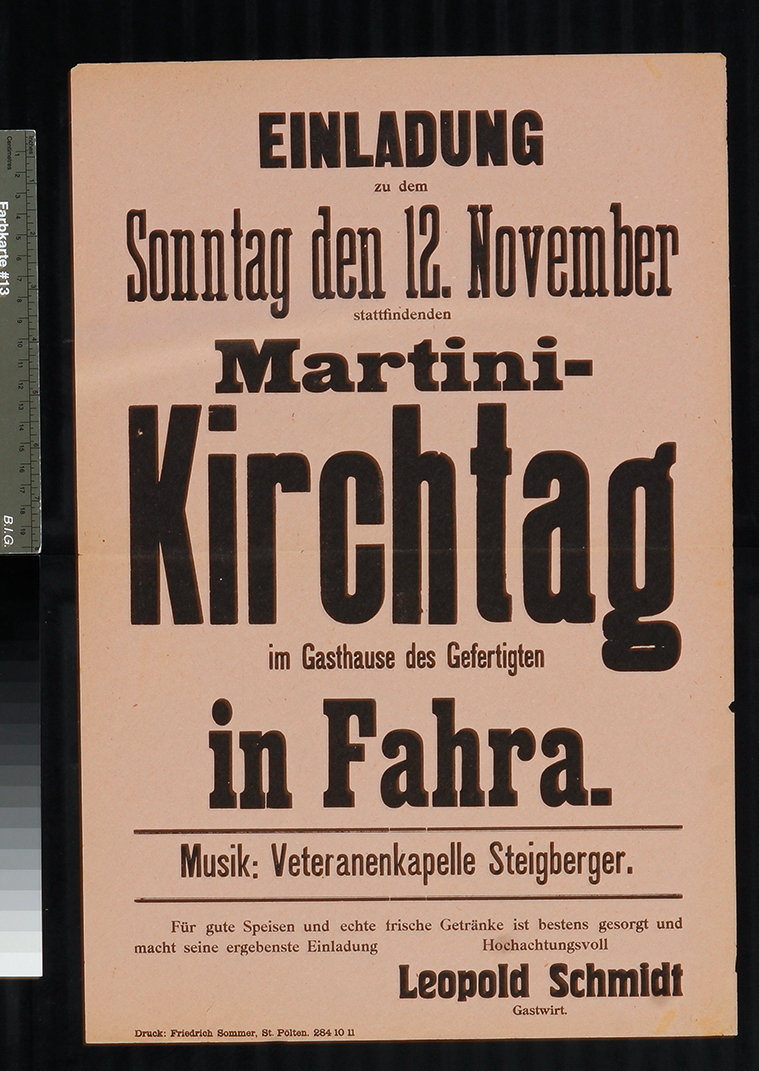 EINLADUNG
zu dem
Sonntag den 12. November
stattfindenden
Martini-
Kirchtag
im Gasthause des Gefertigten
in Fahra.
Musik: Veteranenkapelle Steigberger.
Für gute Speisen und echte frische Getränke ist bestens gesorgt und
macht seine ergebenste Einladung Hochachtungsvoll
Leopold Schmidt
Gastwirt.
Druck: Friedrich Sommer, St. Pölten. 284 10 11
Farbkarte #13
B.I.G.
Centimetres
Inches